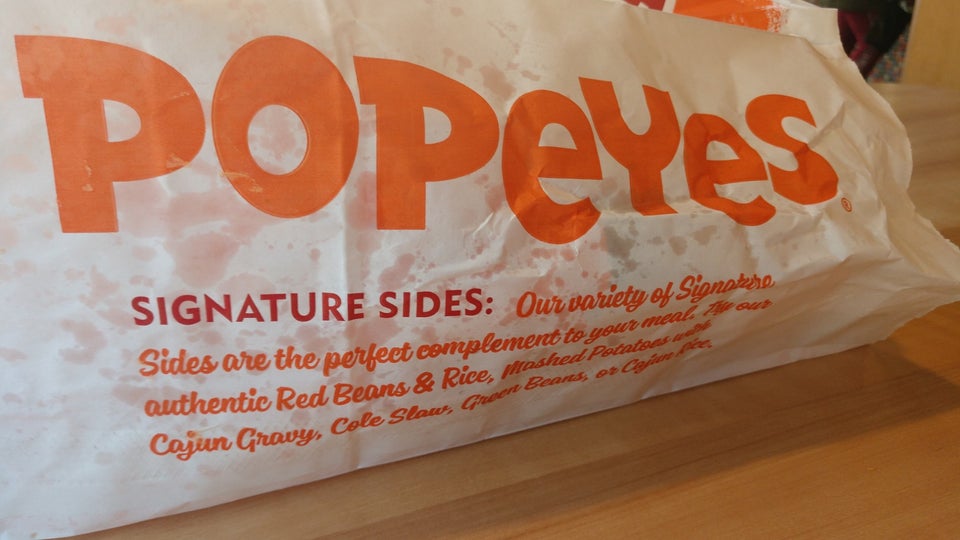 POPEYES®
SIGNATURE SIDES: Our variety of Signature
Sides are the perfect complement to your meal. Try our
authentic Red Beans & Rice, Mashed Potatoes with
Cajun Gravy, Cole Slaw, Green Beans, or Cajun Rice.